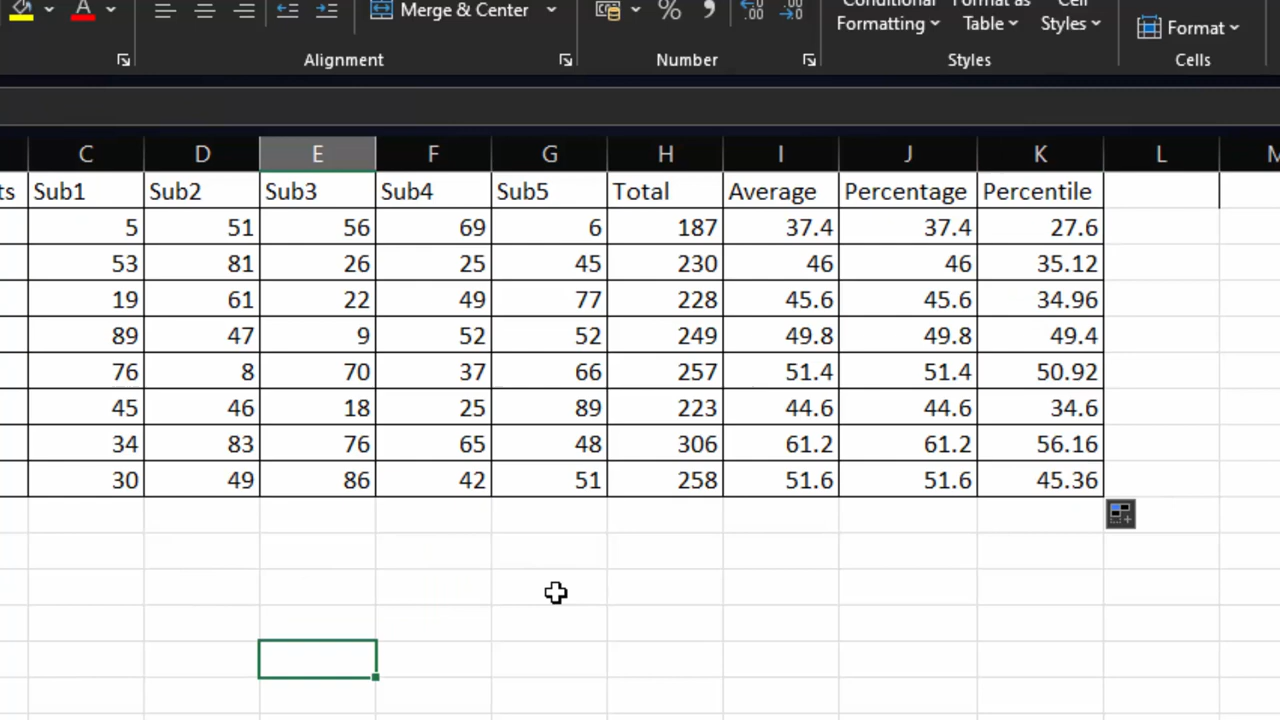 A Merge & Center % 9 .00 .00 Conditional Format as Cell
Formatting Table Styles Format
Alignment Number Styles Cells
C D E F G H I J K L M
ts Sub1 Sub2 Sub3 Sub4 Sub5 Total Average Percentage Percentile
5 51 56 69 6 187 37.4 37.4 27.6
53 81 26 25 45 230 46 46 35.12
19 61 22 49 77 228 45.6 45.6 34.96
89 47 9 52 52 249 49.8 49.8 49.4
76 8 70 37 66 257 51.4 51.4 50.92
45 46 18 25 89 223 44.6 44.6 34.6
34 83 76 65 48 306 61.2 61.2 56.16
30 49 86 42 51 258 51.6 51.6 45.36